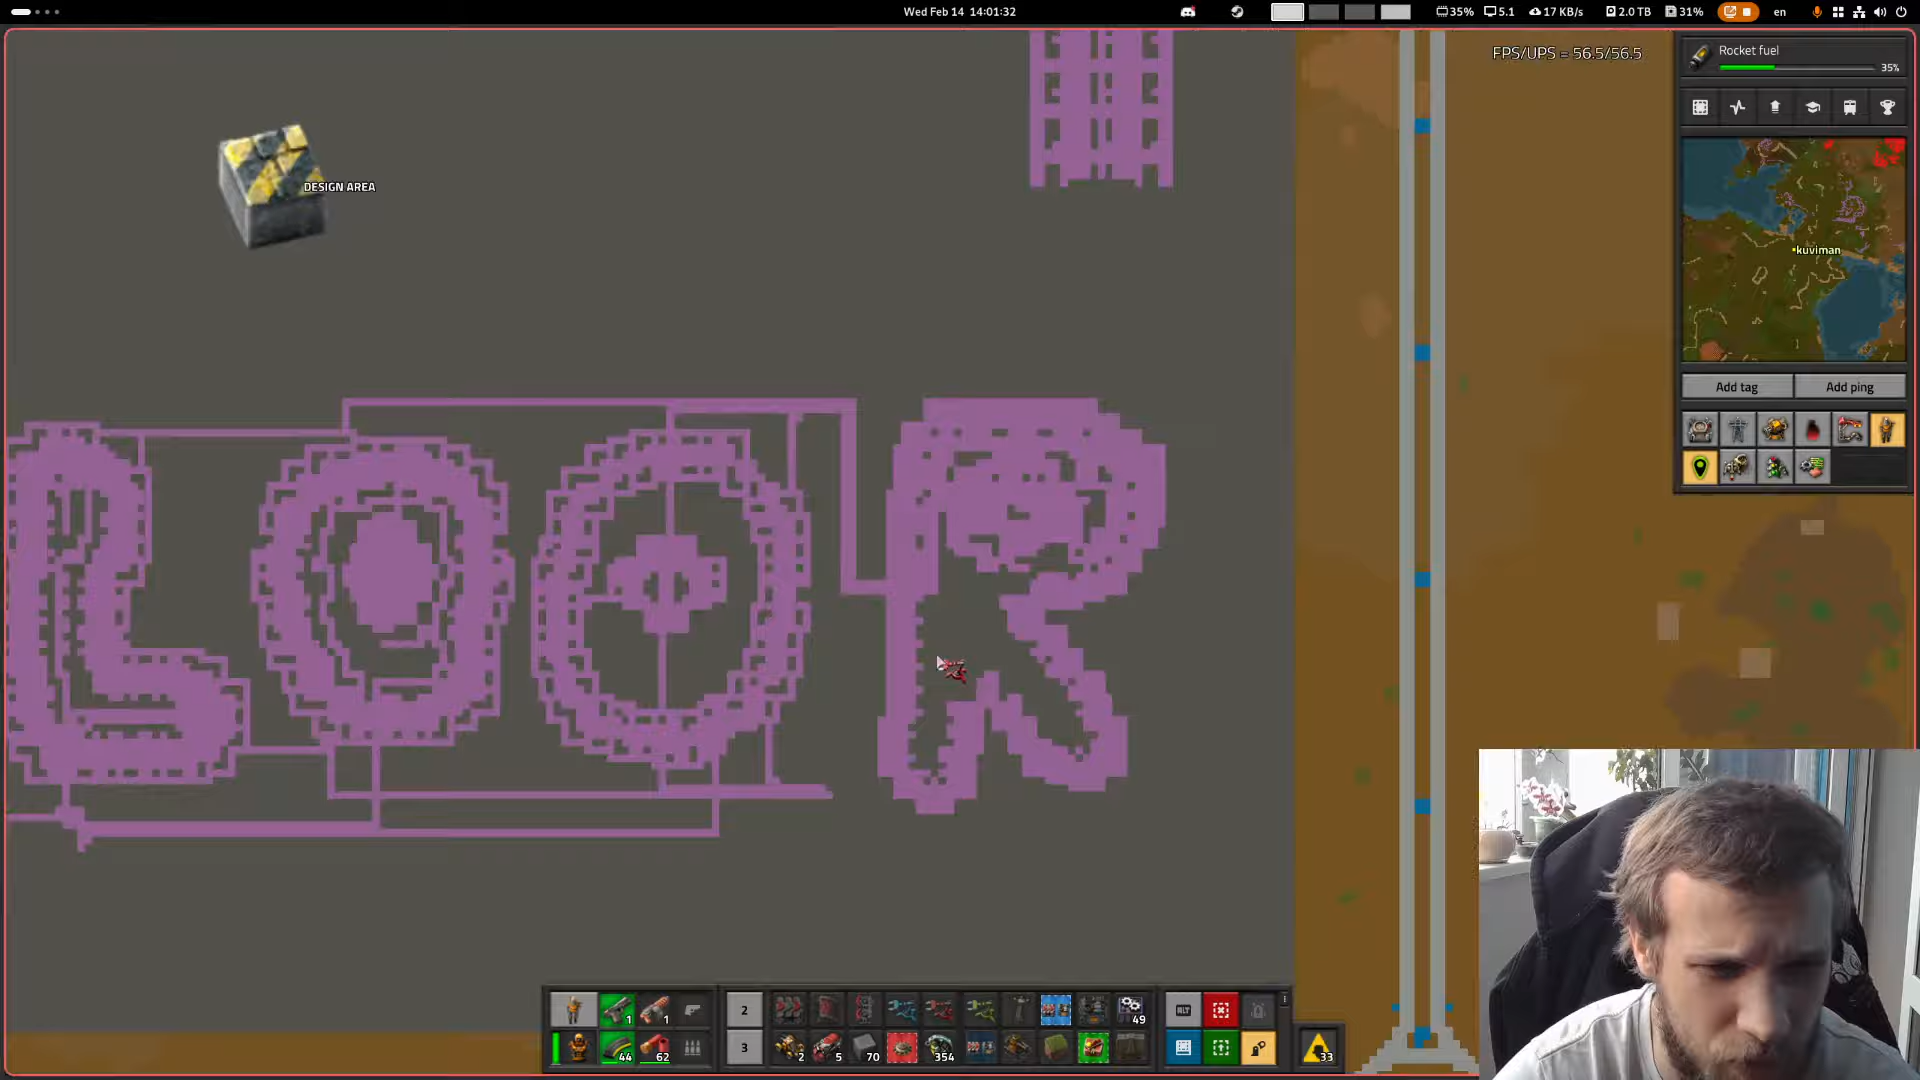 Wed Feb 14 14:01:32
35%
5.1
17 KB/s
2.0 TB
31%
en
FPS/UPS = 56.5/56.5
Rocket fuel
35%
DESIGN AREA
kuviman
Add tag
Add ping
LOOR
1
1
2
ALT
49
44
62
3
2
5
70
354
33